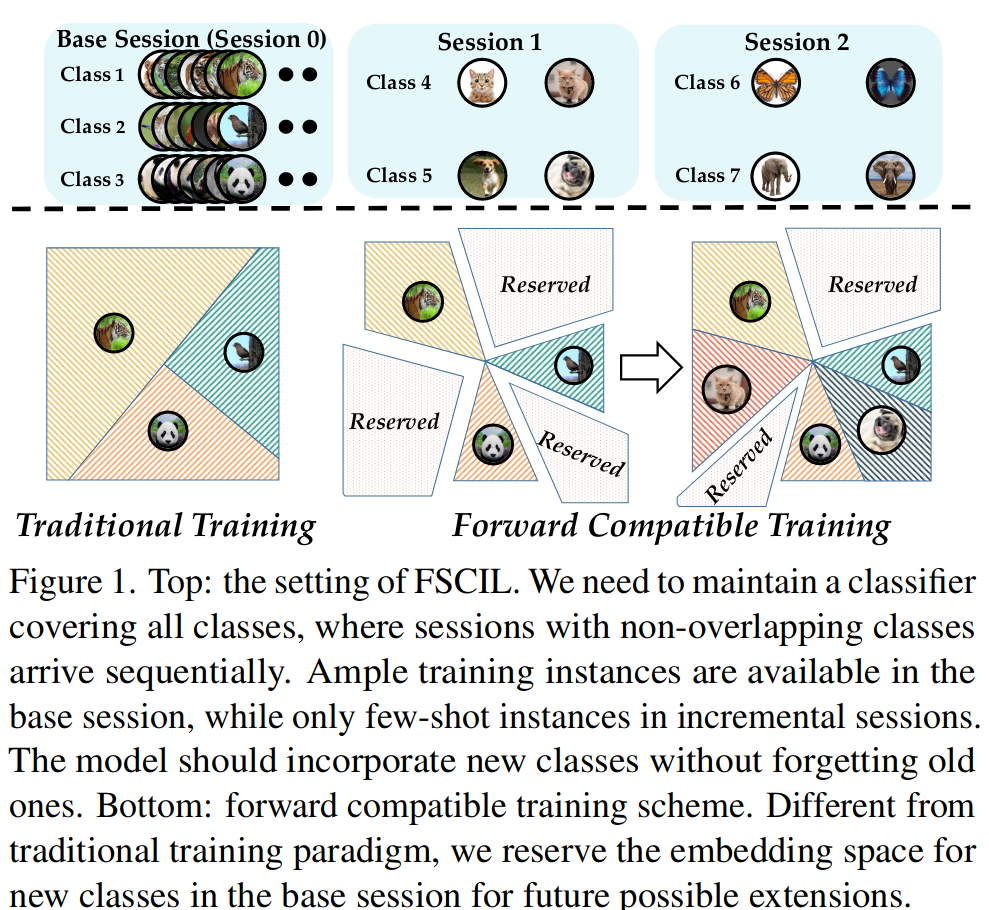 Base Session (Session 0)
Class 1
Class 2
Class 3
Session 1
Class 4
Class 5
Session 2
Class 6
Class 7
Reserved
Reserved
Reserved
Reserved
Reserved
Traditional Training
Forward Compatible Training
Figure 1. Top: the setting of FSCIL. We need to maintain a classifier
covering all classes, where sessions with non-overlapping classes
arrive sequentially. Ample training instances are available in the
base session, while only few-shot instances in incremental sessions.
The model should incorporate new classes without forgetting old
ones. Bottom: forward compatible training scheme. Different from
traditional training paradigm, we reserve the embedding space for
new classes in the base session for future possible extensions.